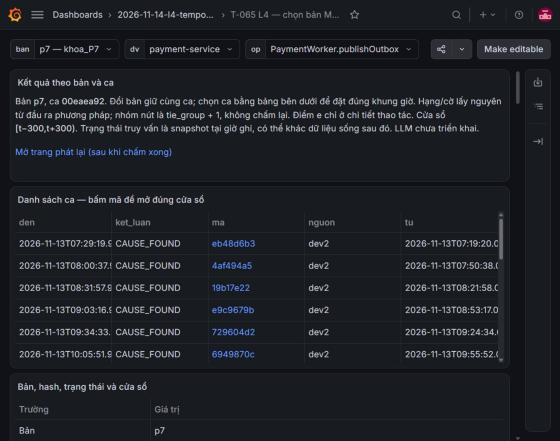 Dashboards › 2026-11-14-l4-tempo... › T-065 L4 — chọn bản M...
ban p7 — khoa_P7 dv payment-service op PaymentWorker.publishOutbox Make editable
Kết quả theo bản và ca
Bản p7, ca 00eaea92. Đổi bản giữ cùng ca; chọn ca bằng bảng bên dưới để đặt đúng khung giờ. Hạng/cờ lấy nguyên
từ đầu ra phương pháp; nhóm nút là tie_group + 1, không chấm lại. Điểm e chỉ ở chi tiết thao tác. Cửa sổ
[t−300,t+300). Trạng thái truy vấn là snapshot tại giờ ghi, có thể khác dữ liệu sống sau đó. LLM chưa triển khai.
Mở trang phát lại (sau khi chấm xong)
Danh sách ca — bấm mã để mở đúng cửa sổ
den ket_luan ma nguon tu
2026-11-13T07:29:19.9 CAUSE_FOUND eb48d6b3 dev2 2026-11-13T07:19:20.0
2026-11-13T08:00:37.9 CAUSE_FOUND 4af494a5 dev2 2026-11-13T07:50:38.0
2026-11-13T08:31:57.9 CAUSE_FOUND 19b17e22 dev2 2026-11-13T08:21:58.0
2026-11-13T09:03:16.9 CAUSE_FOUND e9c9679b dev2 2026-11-13T08:53:17.0
2026-11-13T09:34:33. CAUSE_FOUND 729604d2 dev2 2026-11-13T09:24:34.0
2026-11-13T10:05:51.9 CAUSE_FOUND 6949870c dev2 2026-11-13T09:55:52.0
Bản, hash, trạng thái và cửa sổ
Trường Giá trị
Bản p7